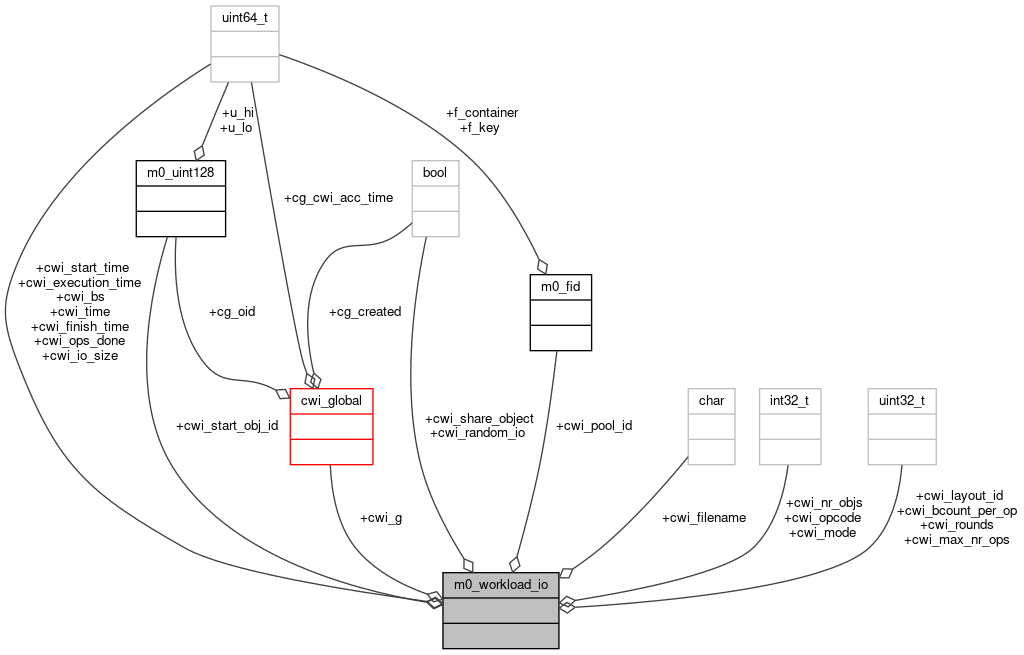 uint64_t
+f_container
+f_key
+u_hi
+u_lo
m0_uint128
bool
+cg_cwi_acc_time
+cwi_start_time
+cwi_execution_time
+cwi_bs
+cwi_time
+cwi_finish_time
+cwi_ops_done
+cwi_io_size
m0_fid
+cg_oid
+cg_created
cwi_global
char
int32_t
uint32_t
+cwi_start_obj_id
+cwi_share_object
+cwi_random_io
+cwi_pool_id
+cwi_g
+cwi_filename
+cwi_nr_objs
+cwi_opcode
+cwi_mode
+cwi_layout_id
+cwi_bcount_per_op
+cwi_rounds
+cwi_max_nr_ops
m0_workload_io